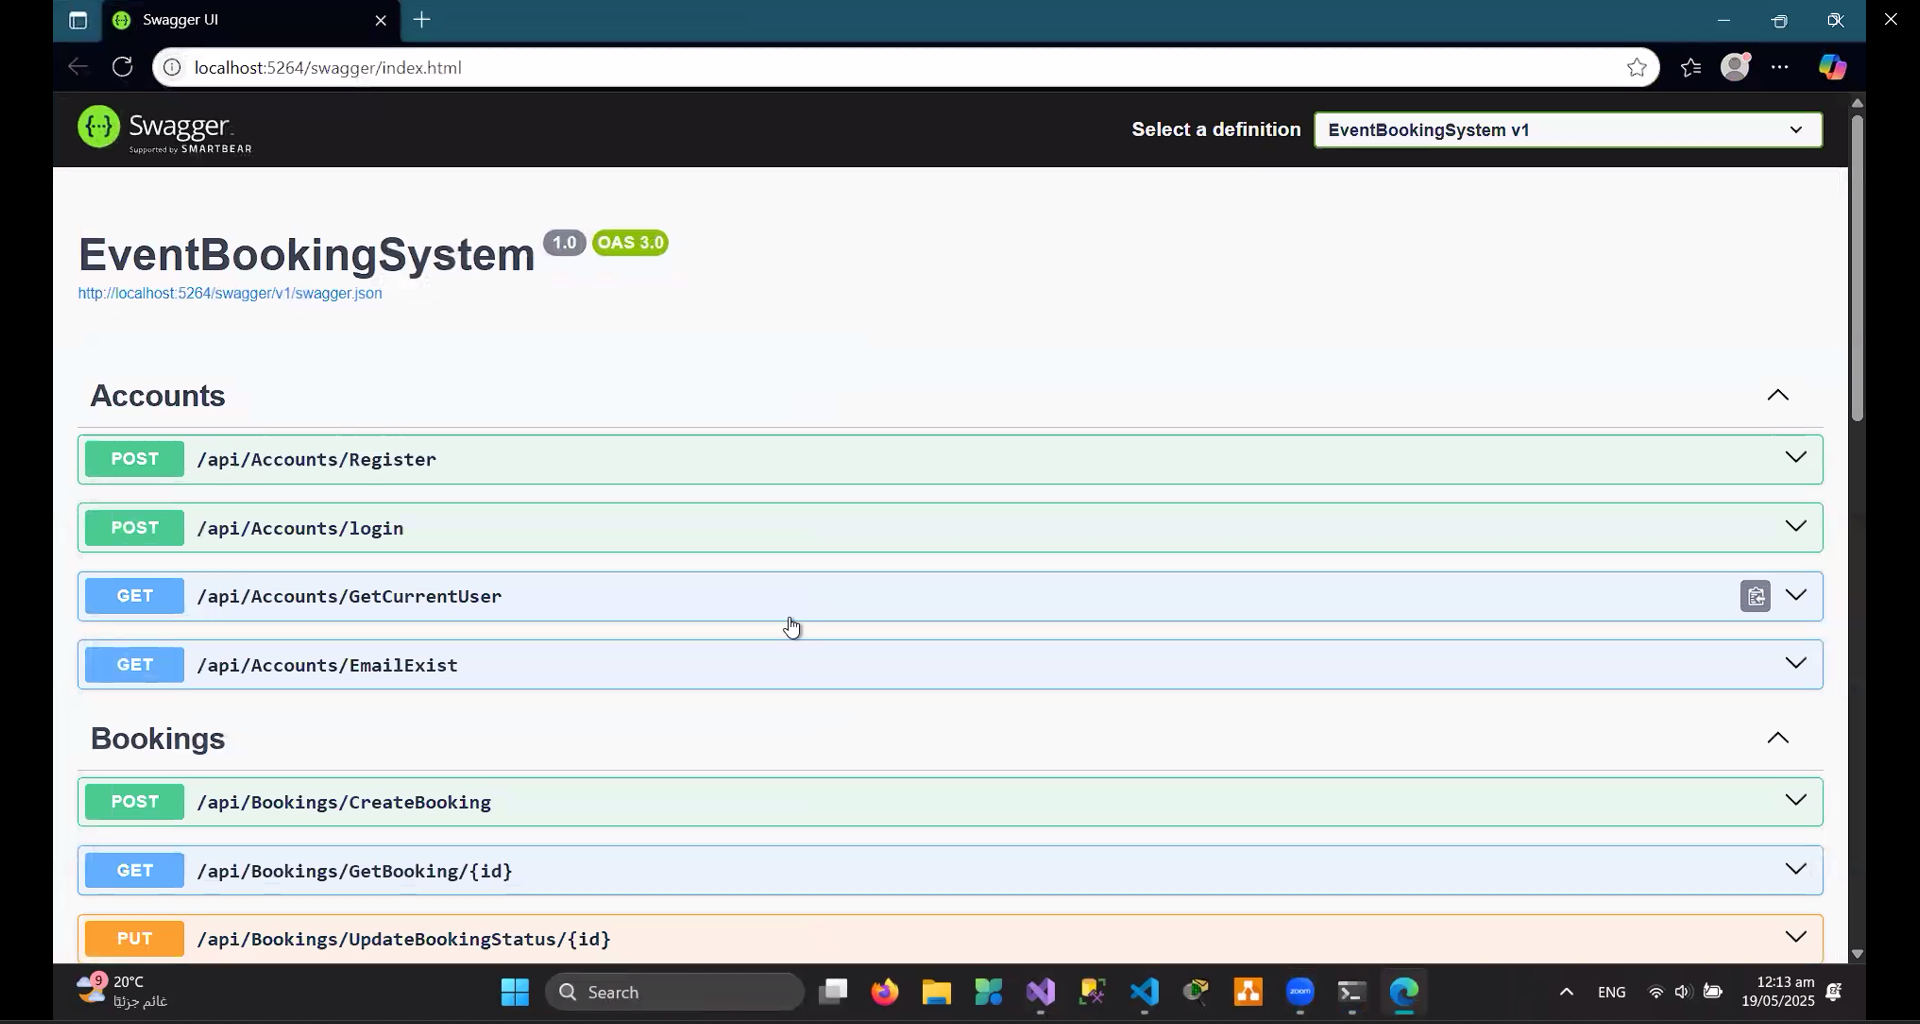 Swagger UI
localhost:5264/swagger/index.html
Swagger
Supported by SMARTBEAR
Select a definition
EventBookingSystem v1
EventBookingSystem 1.0 OAS 3.0
http://localhost:5264/swagger/v1/swagger.json
Accounts
POST /api/Accounts/Register
POST /api/Accounts/login
GET /api/Accounts/GetCurrentUser
GET /api/Accounts/EmailExist
Bookings
POST /api/Bookings/CreateBooking
GET /api/Bookings/GetBooking/{id}
PUT /api/Bookings/UpdateBookingStatus/{id}
9
20°C
غائم جزئيًا
Search
zoom
ENG
12:13 am
19/05/2025